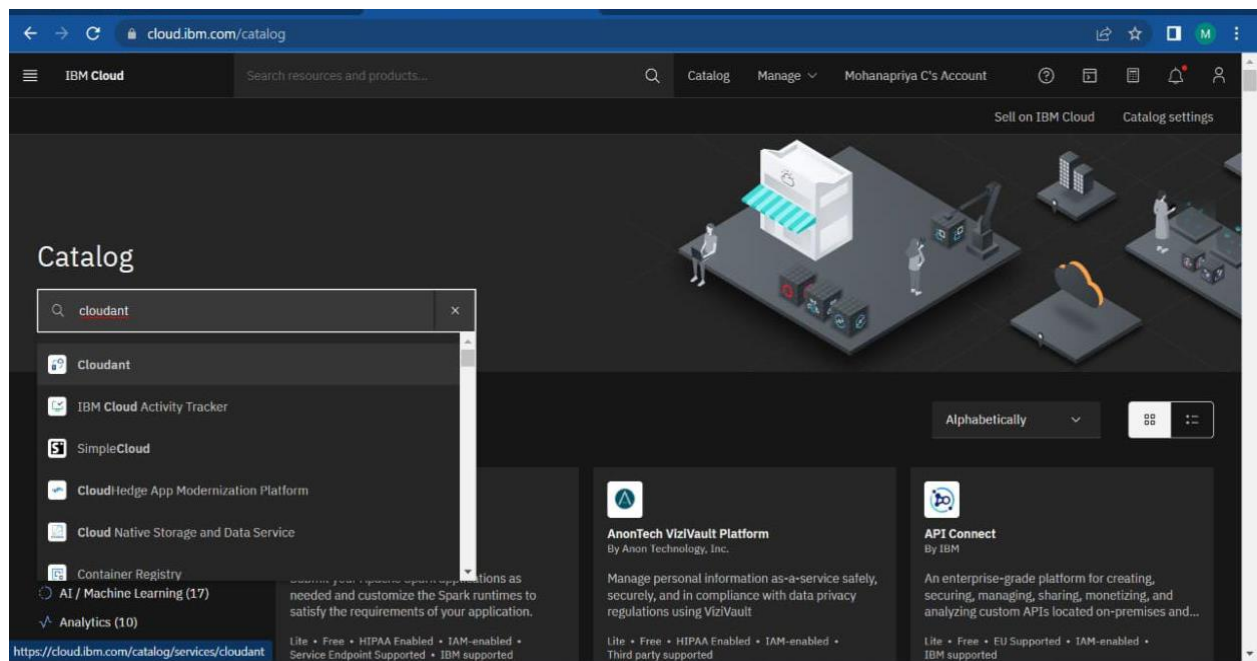 cloud.ibm.com/catalog
M
IBM Cloud
Search resources and products...
Catalog
Manage
Mohanapriya C's Account
Sell on IBM Cloud
Catalog settings
Catalog
cloudant
Cloudant
IBM Cloud Activity Tracker
SimpleCloud
CloudHedge App Modernization Platform
Cloud Native Storage and Data Service
Container Registry
AI / Machine Learning (17)
Analytics (10)
https://cloud.ibm.com/catalog/services/cloudant
Alphabetically
Submit your Apache Spark applications as
needed and customize the Spark runtimes to
satisfy the requirements of your application.
Lite • Free • HIPAA Enabled • IAM-enabled •
Service Endpoint Supported • IBM supported
AnonTech ViziVault Platform
By Anon Technology, Inc.
Manage personal information as-a-service safely,
securely, and in compliance with data privacy
regulations using ViziVault
Lite • Free • HIPAA Enabled • IAM-enabled •
Third party supported
API Connect
By IBM
An enterprise-grade platform for creating,
securing, managing, sharing, monetizing, and
analyzing custom APIs located on-premises and...
Lite • Free • EU Supported • IAM-enabled •
IBM supported